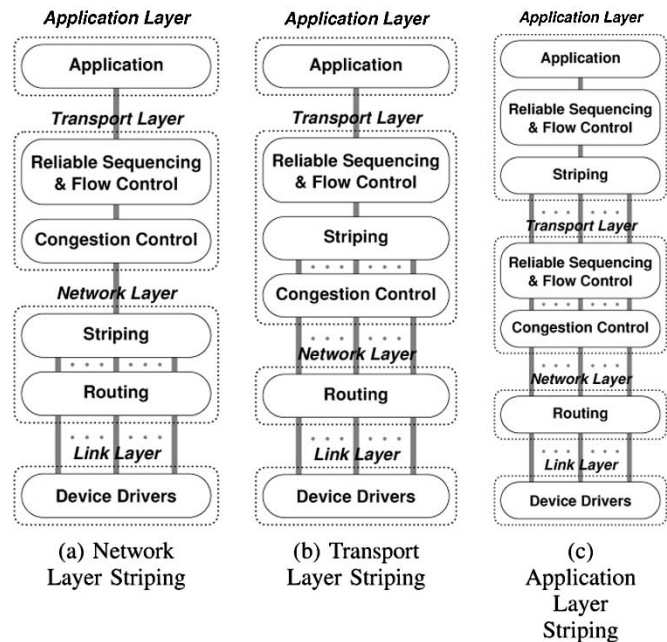 Application Layer
Application
Transport Layer
Reliable Sequencing
& Flow Control
Congestion Control
Network Layer
Striping
Routing
Link Layer
Device Drivers
(a) Network
Layer Striping
Application Layer
Application
Transport Layer
Reliable Sequencing
& Flow Control
Striping
Congestion Control
Network Layer
Routing
Link Layer
Device Drivers
(b) Transport
Layer Striping
Application Layer
Application
Reliable Sequencing
& Flow Control
Striping
Transport Layer
Reliable Sequencing
& Flow Control
Congestion Control
Network Layer
Routing
Link Layer
Device Drivers
(c)
Application
Layer
Striping